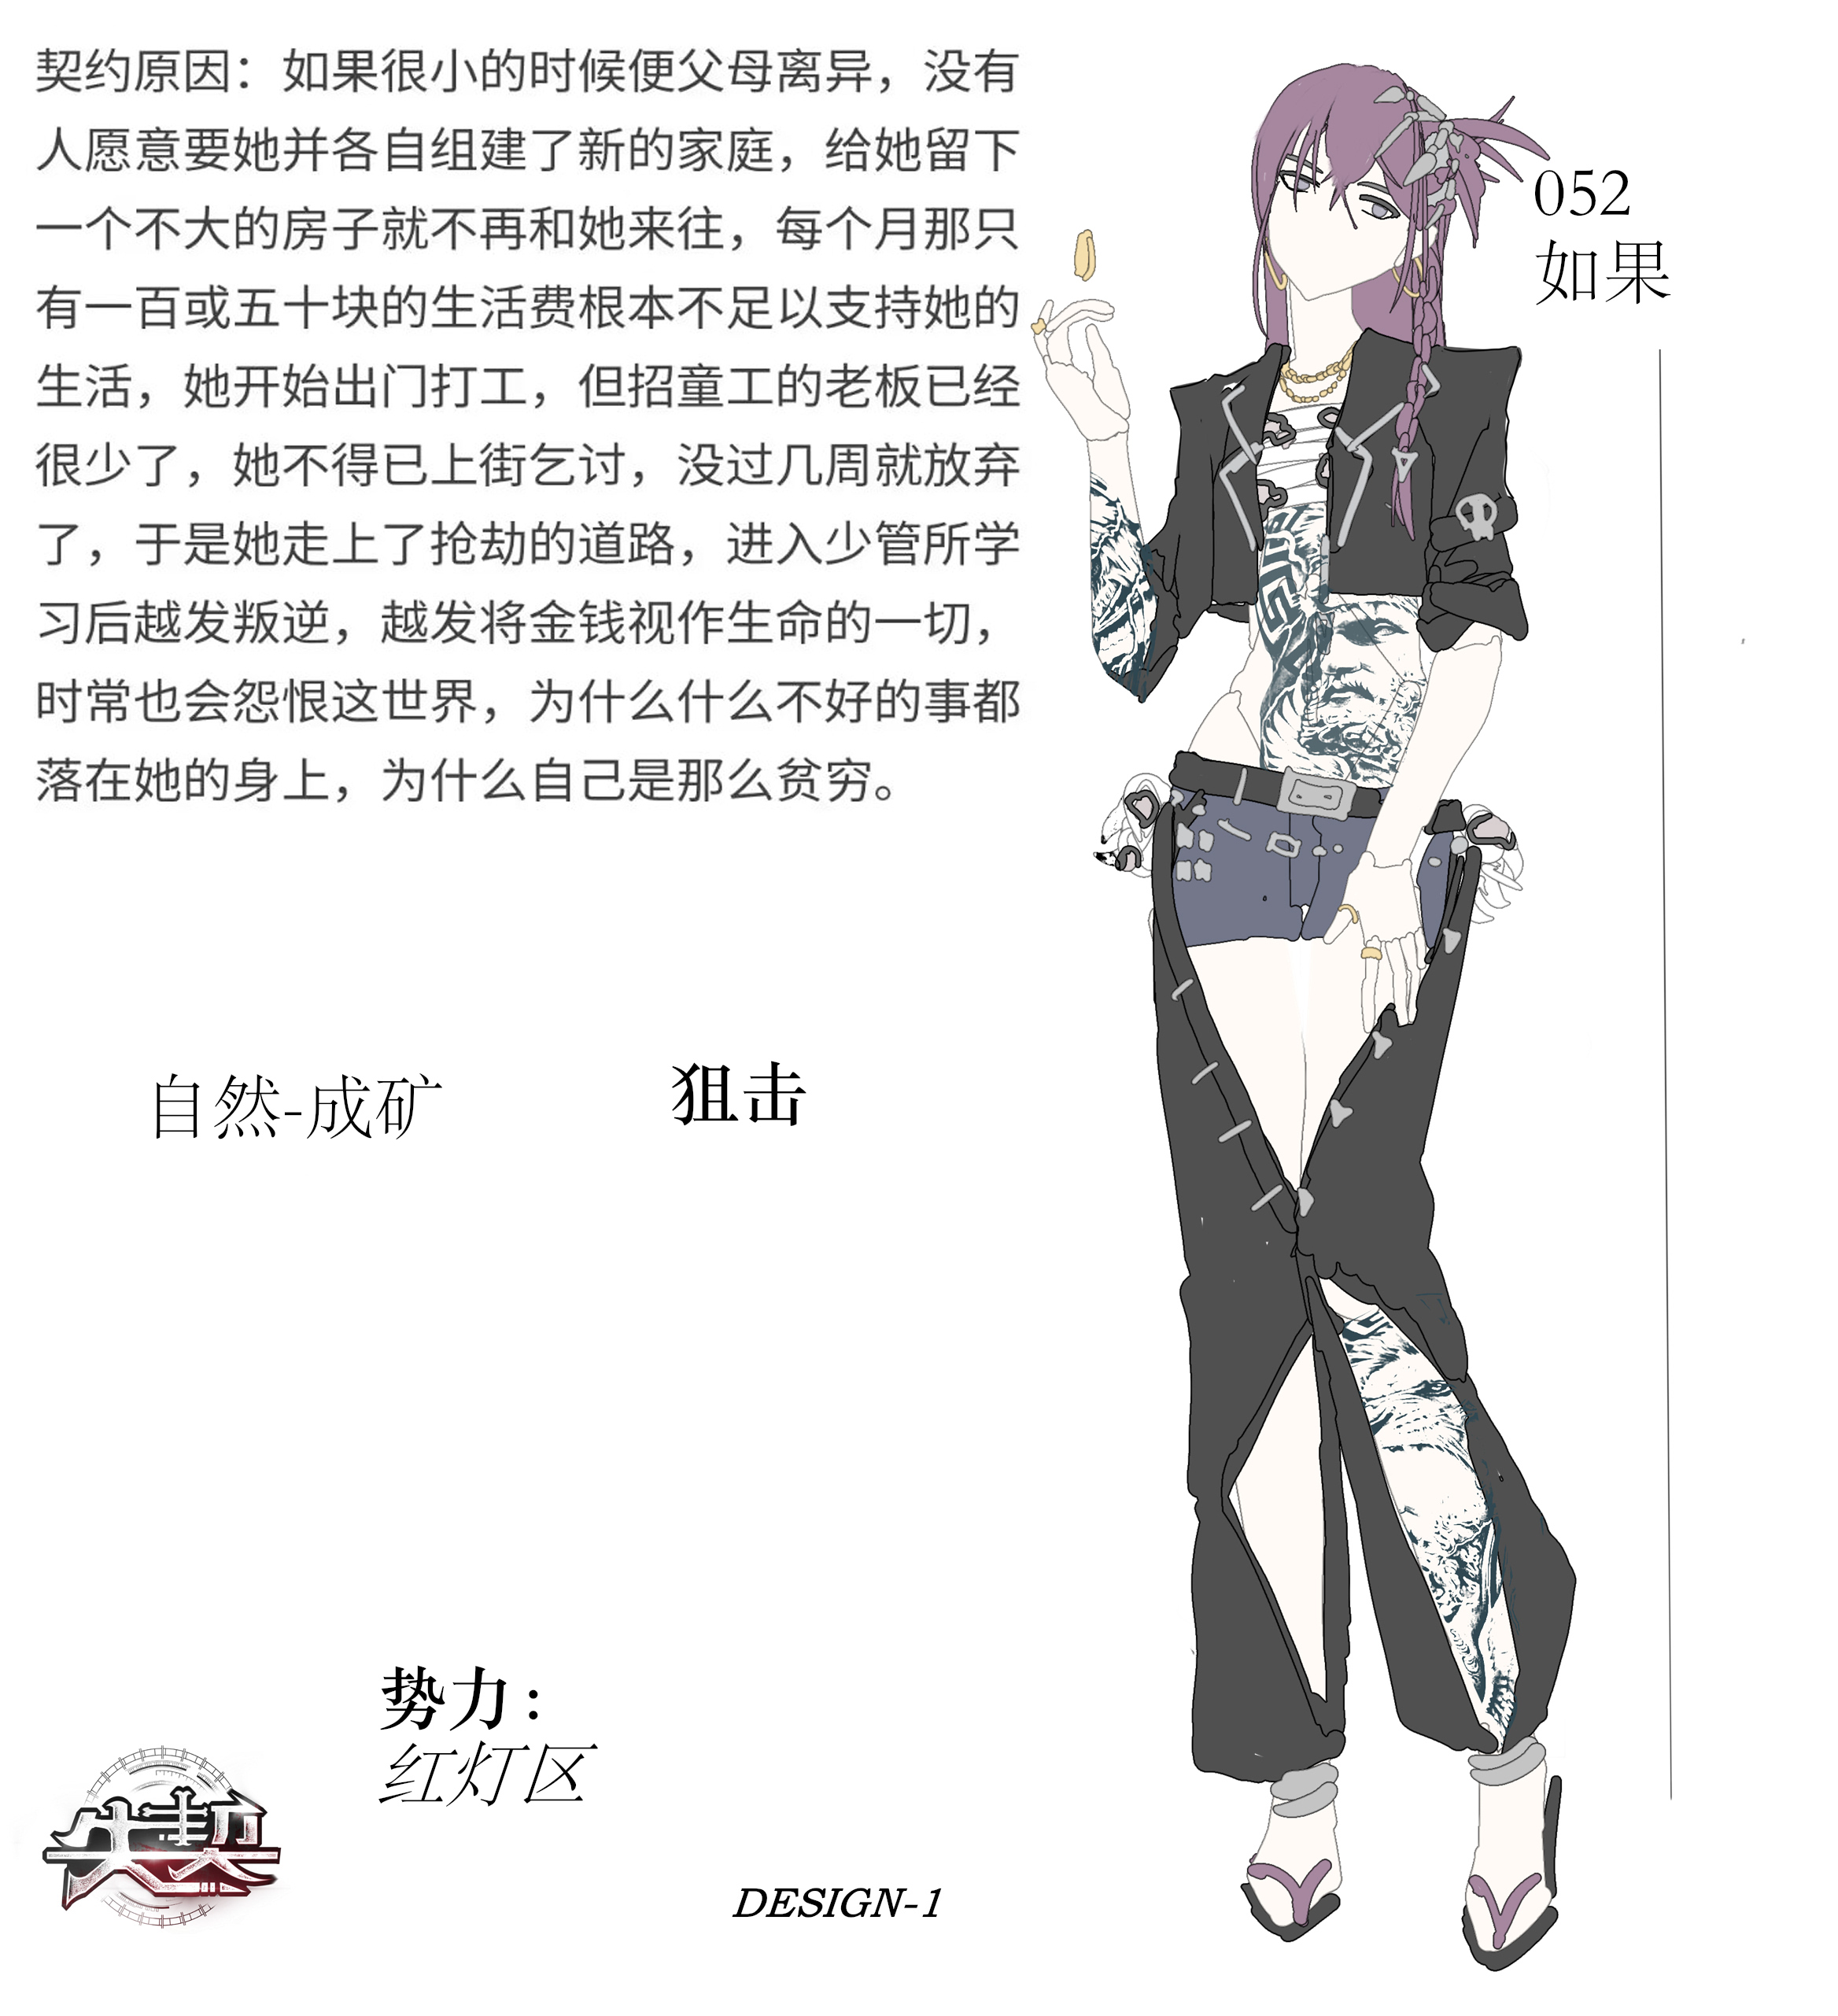 契约原因：如果很小的时候便父母离异，没有
人愿意要她并各自组建了新的家庭，给她留下
一个不大的房子就不再和她来往，每个月那只
有一百或五十块的生活费根本不足以支持她的
生活，她开始出门打工，但招童工的老板已经
很少了，她不得已上街乞讨，没过几周就放弃
了，于是她走上了抢劫的道路，进入少管所学
习后越发叛逆，越发将金钱视作生命的一切，
时常也会怨恨这世界，为什么什么不好的事都
落在她的身上，为什么自己是那么贫穷。
052
如果
自然-成矿
狙击
势力：
红灯区
失契
DESIGN-1